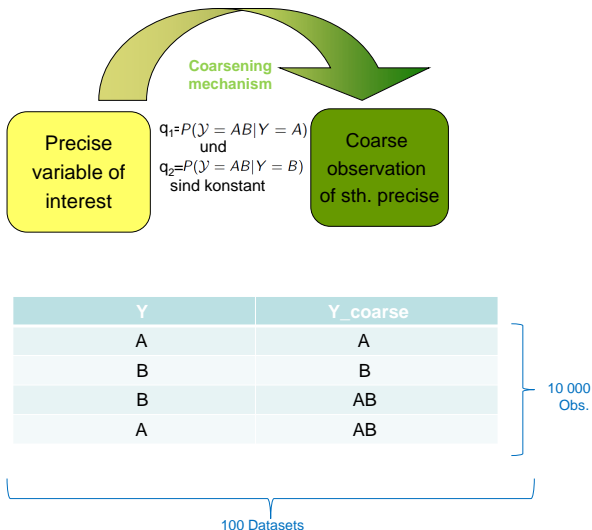 Coarsening
mechanism
Precise
variable of
interest
q₁=P(𝒴 = AB|Y = A)
und
q₂=P(𝒴 = AB|Y = B)
sind konstant
Coarse
observation
of sth. precise
Y Y_coarse
A A
B B
B AB
A AB
10 000
Obs.
100 Datasets